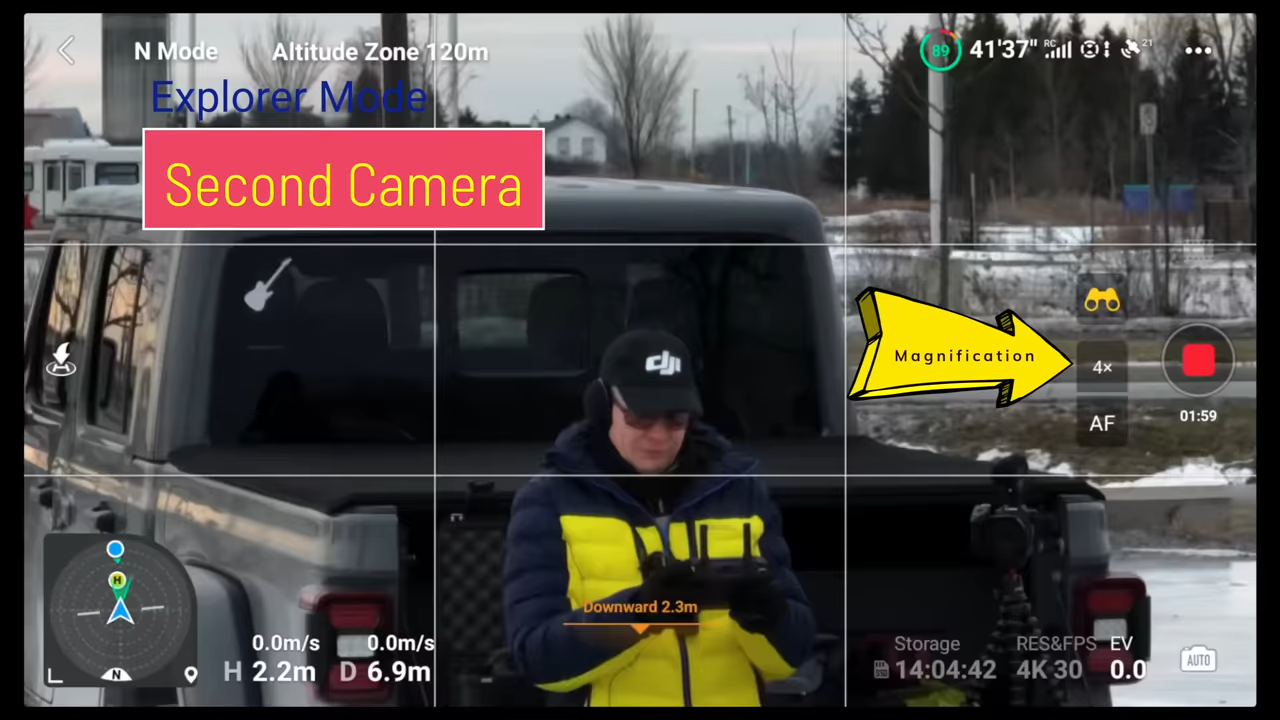 N Mode
Altitude Zone 120m
89
41'37"
RC
21
Explorer Mode
Second Camera
dji
Magnification
4×
AF
01:59
Downward 2.3m
H
N
0.0m/s
0.0m/s
H 2.2m
D 6.9m
Storage
14:04:42
RES&FPS
4K 30
EV
0.0
AUTO